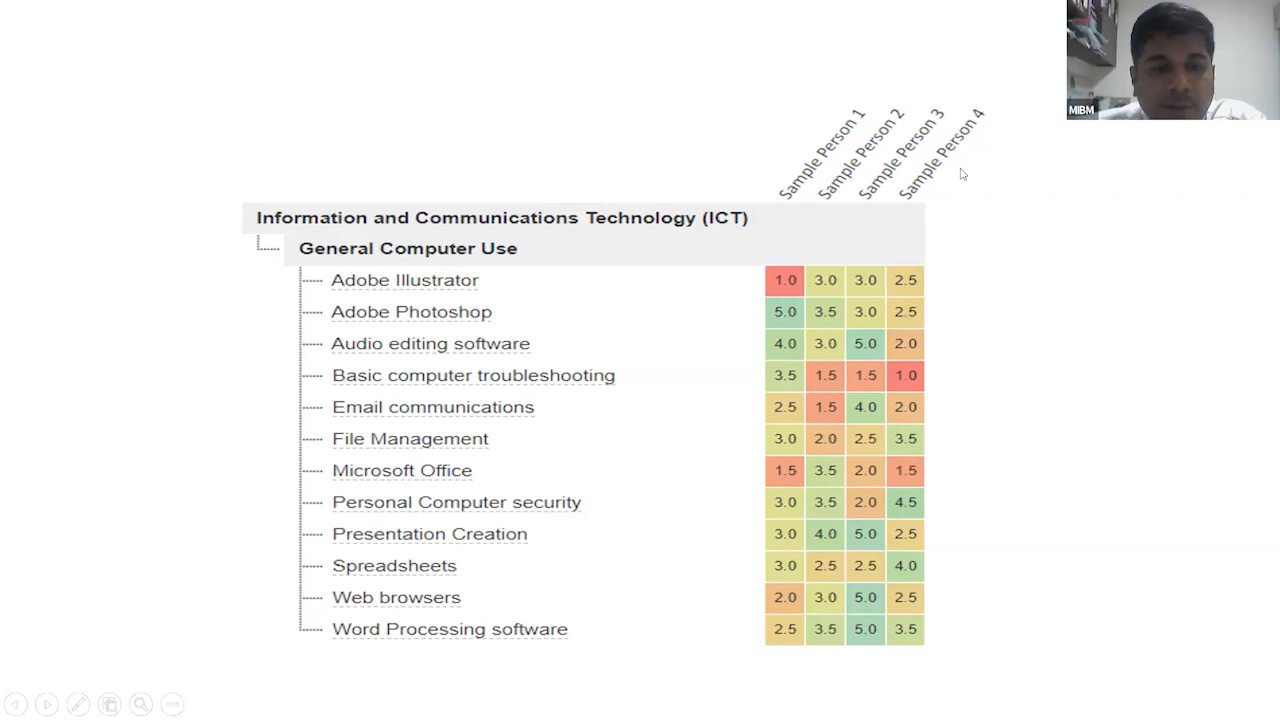 MIBM
Sample Person 1
Sample Person 2
Sample Person 3
Sample Person 4
Information and Communications Technology (ICT)
General Computer Use
Adobe Illustrator 1.0 3.0 3.0 2.5
Adobe Photoshop 5.0 3.5 3.0 2.5
Audio editing software 4.0 3.0 5.0 2.0
Basic computer troubleshooting 3.5 1.5 1.5 1.0
Email communications 2.5 1.5 4.0 2.0
File Management 3.0 2.0 2.5 3.5
Microsoft Office 1.5 3.5 2.0 1.5
Personal Computer security 3.0 3.5 2.0 4.5
Presentation Creation 3.0 4.0 5.0 2.5
Spreadsheets 3.0 2.5 2.5 4.0
Web browsers 2.0 3.0 5.0 2.5
Word Processing software 2.5 3.5 5.0 3.5